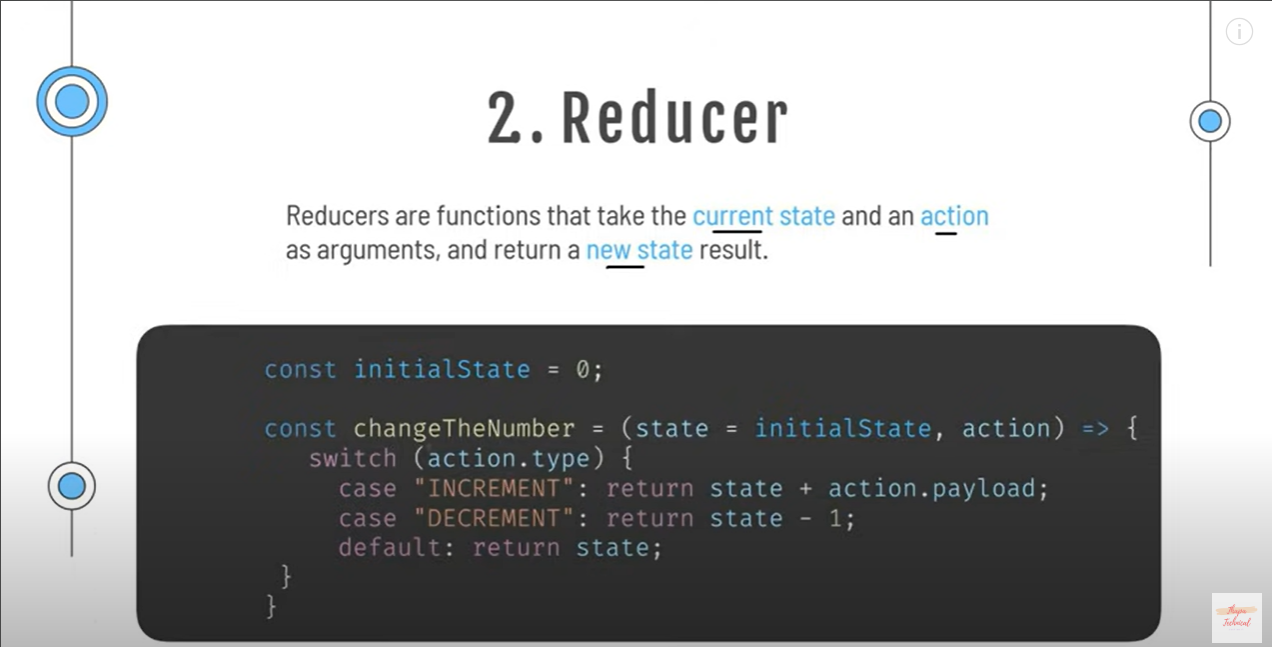 2. Reducer
Reducers are functions that take the current state and an action
as arguments, and return a new state result.
const initialState = 0;
const changeTheNumber = (state = initialState, action) => {
switch (action.type) {
case "INCREMENT": return state + action.payload;
case "DECREMENT": return state - 1;
default: return state;
}
}
Technical